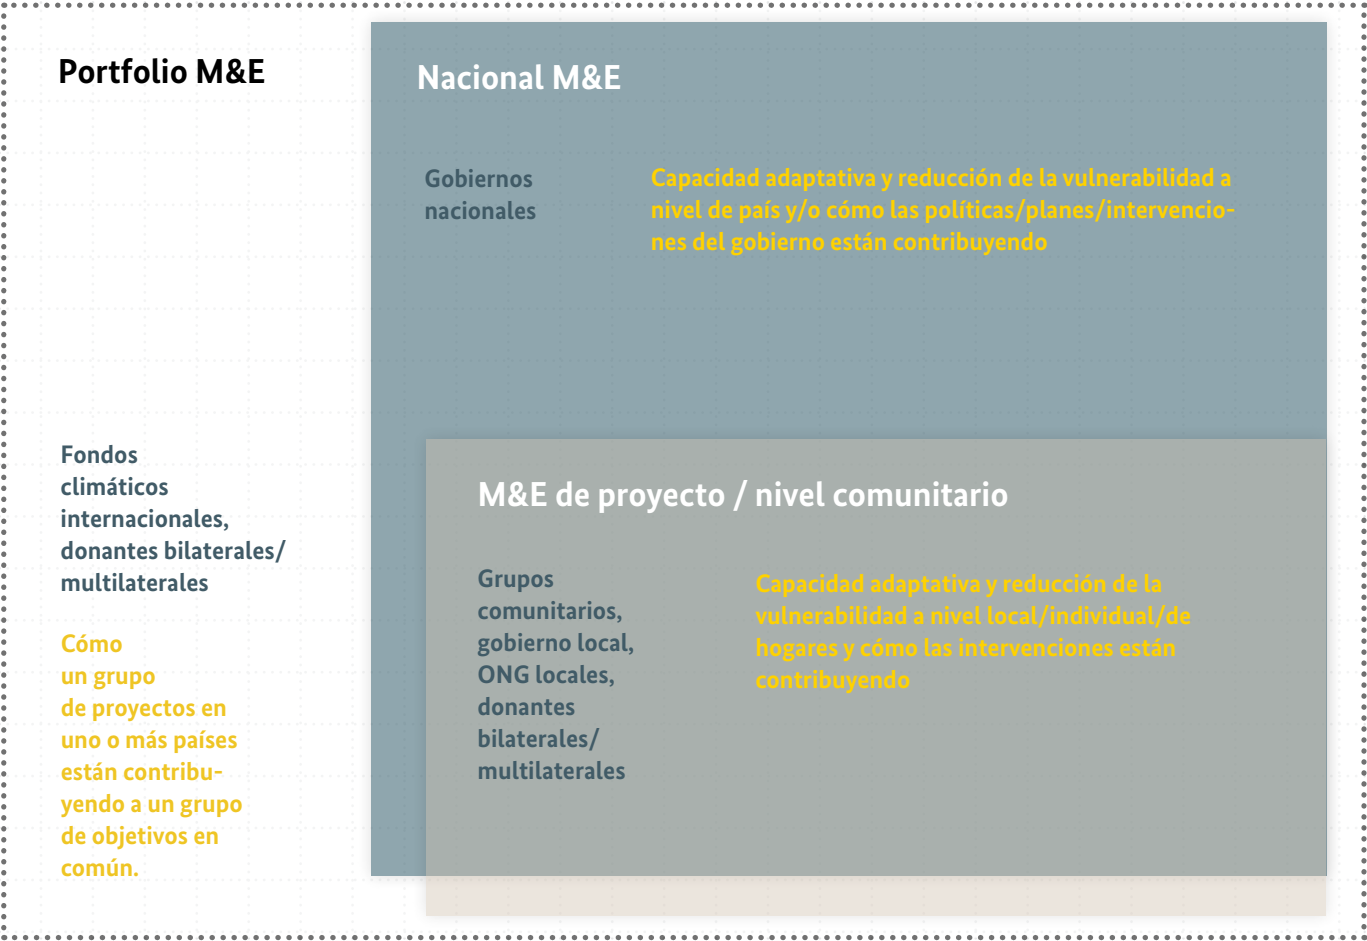 Portfolio M&E
Fondos
climáticos
internacionales,
donantes bilaterales/
multilaterales
Cómo
un grupo
de proyectos en
uno o más países
están contribu-
yendo a un grupo
de objetivos en
común.
Nacional M&E
Gobiernos
nacionales
Capacidad adaptativa y reducción de la vulnerabilidad a
nivel de país y/o cómo las políticas/planes/intervencio-
nes del gobierno están contribuyendo
M&E de proyecto / nivel comunitario
Grupos
comunitarios,
gobierno local,
ONG locales,
donantes
bilaterales/
multilaterales
Capacidad adaptativa y reducción de la
vulnerabilidad a nivel local/individual/de
hogares y cómo las intervenciones están
contribuyendo